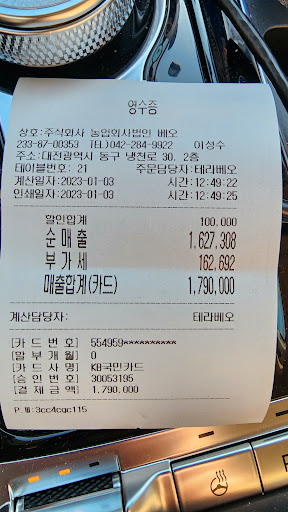 영수증
상호:주식회사 농업회사법인 베오
233-87-00353 TEL)042-284-9922 이성수
주소:대전광역시 동구 냉천로 30. 2층
테이블번호: 21 주문담당자:테라베오
계산일자:2023-01-03 시간:12:49:22
인쇄일자:2023-01-03 시간:12:49:25
할인합계 100,000
순 매 출 1,627,308
부 가 세 162,692
매출합계(카드) 1,790,000
계산담당자: 테라베오
[카 드 번 호] 554959**********
[할 부 개 월] 0
[카 드 사 명] KB국민카드
[승 인 번 호] 30053195
[결 제 금 액] 1,790,000
3cc4cqc115